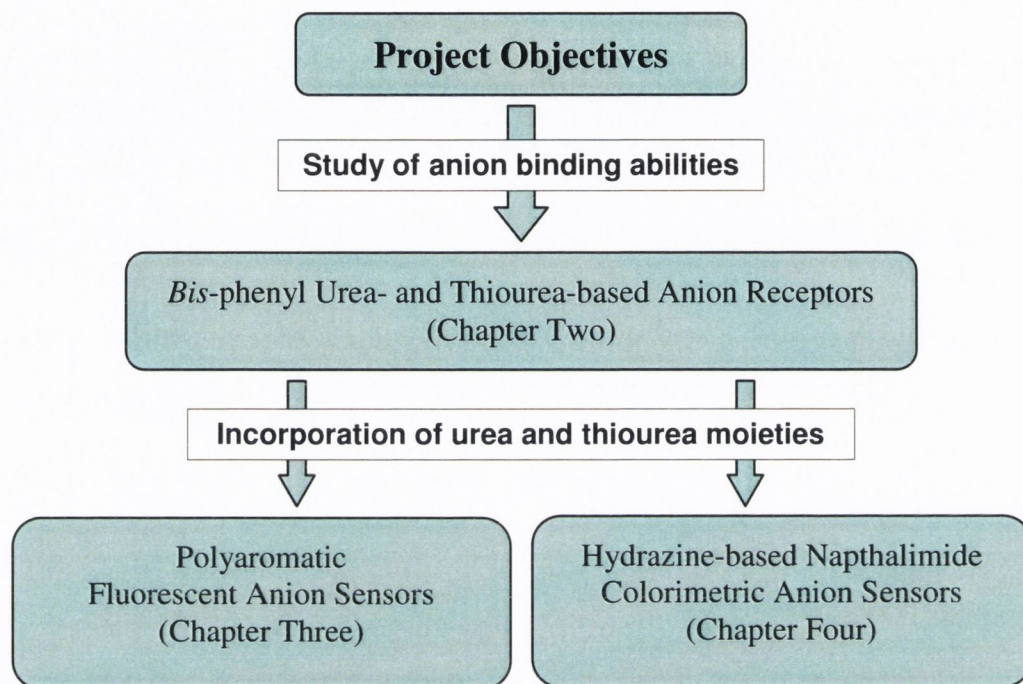 Project Objectives
Study of anion binding abilities
Bis-phenyl Urea- and Thiourea-based Anion Receptors
(Chapter Two)
Incorporation of urea and thiourea moieties
Polyaromatic
Fluorescent Anion Sensors
(Chapter Three)
Hydrazine-based Napthalimide
Colorimetric Anion Sensors
(Chapter Four)